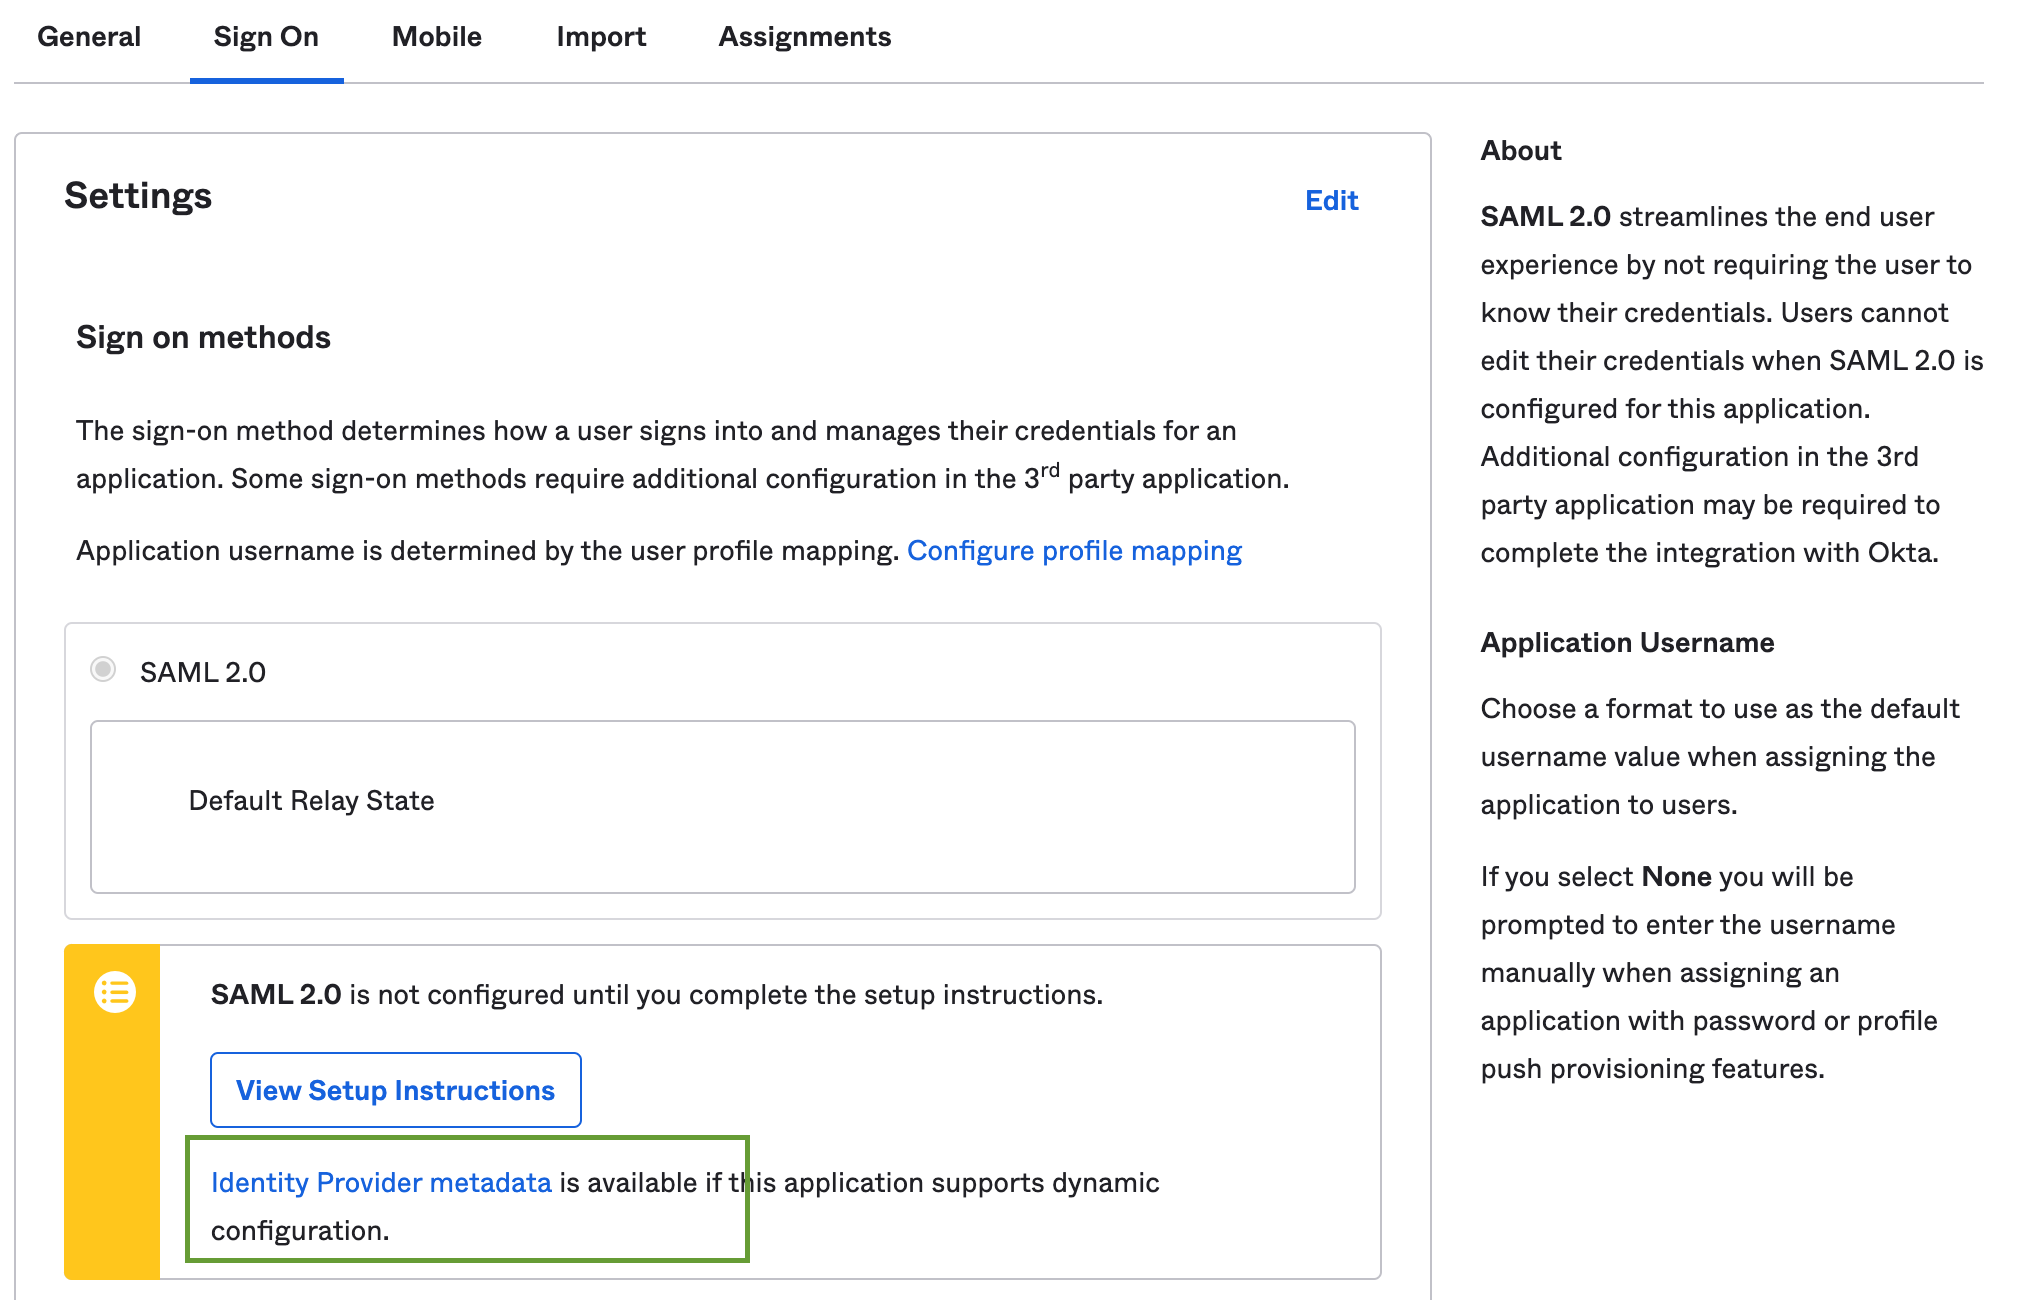 General
Sign On
Mobile
Import
Assignments
Settings
Edit
Sign on methods
The sign-on method determines how a user signs into and manages their credentials for an
application. Some sign-on methods require additional configuration in the 3rd party application.
Application username is determined by the user profile mapping. Configure profile mapping
SAML 2.0
Default Relay State
SAML 2.0 is not configured until you complete the setup instructions.
View Setup Instructions
Identity Provider metadata is available if this application supports dynamic
configuration.
About
SAML 2.0 streamlines the end user
experience by not requiring the user to
know their credentials. Users cannot
edit their credentials when SAML 2.0 is
configured for this application.
Additional configuration in the 3rd
party application may be required to
complete the integration with Okta.
Application Username
Choose a format to use as the default
username value when assigning the
application to users.
If you select None you will be
prompted to enter the username
manually when assigning an
application with password or profile
push provisioning features.